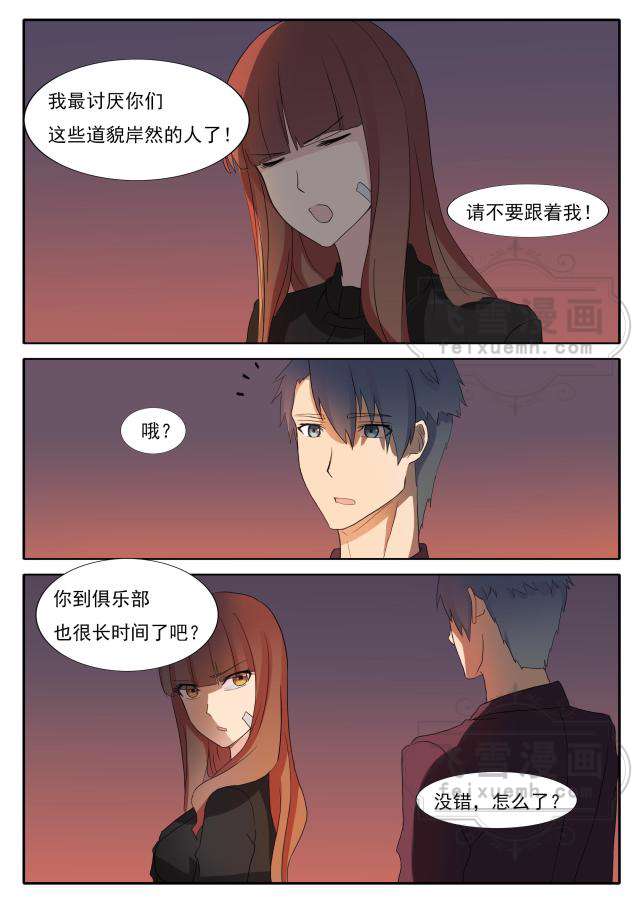 我最讨厌你们
这些道貌岸然的人了！
请不要跟着我！
飞雪漫画
feixuemh.com
哦？
你到俱乐部
也很长时间了吧？
飞雪漫画
feixuemh.com
没错，怎么了？